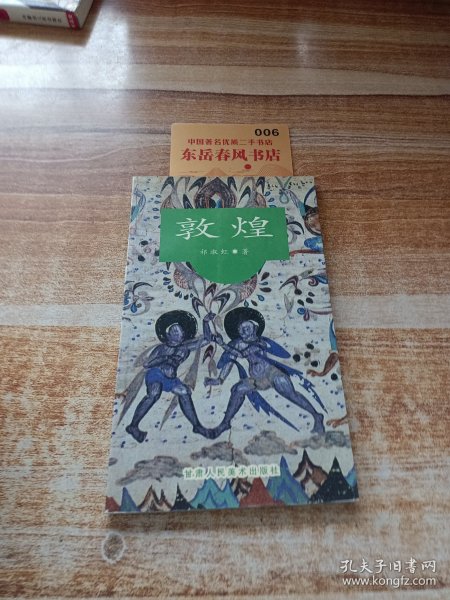 006
中国著名优质二手书店
东岳春风书店
敦煌
祁淑虹 著
甘肃人民美术出版社
孔夫子旧书网
www.kongfz.com